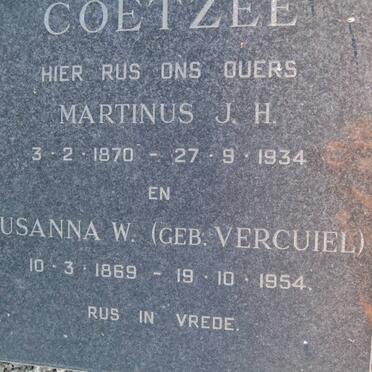 COETZEE
HIER RUS ONS OUERS
MARTINUS J. H.
3·2·1870 – 27·9·1934
EN
USANNA W. (GEB. VERCUIEL)
10·3·1869 – 19·10·1954.
RUS IN VREDE.